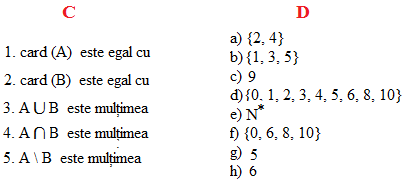 C
D
1. card (A) este egal cu
2. card (B) este egal cu
3. A ∪ B este mulțimea
4. A ∩ B este mulțimea
5. A \ B este mulțimea
a) {2, 4}
b) {1, 3, 5}
c) 9
d) {0, 1, 2, 3, 4, 5, 6, 8, 10}
e) N*
f) {0, 6, 8, 10}
g) 5
h) 6